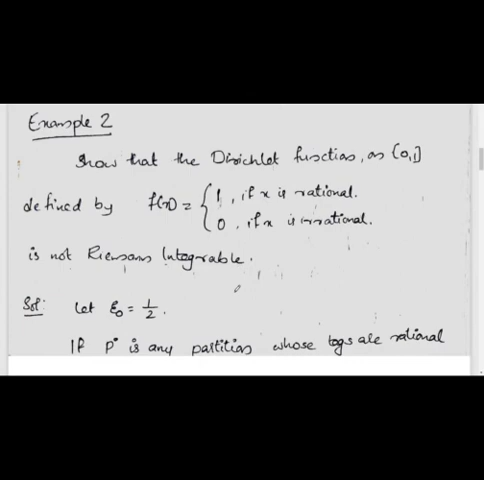 Example 2
Show that the Dirichlet function, on [0,1]
defined by f(x) = { 1, if x is rational.
0, if x is irrational.
is not Riemann Integrable.
Sol: Let ε₀ = 1/2.
If P• is any partition whose tags are rational